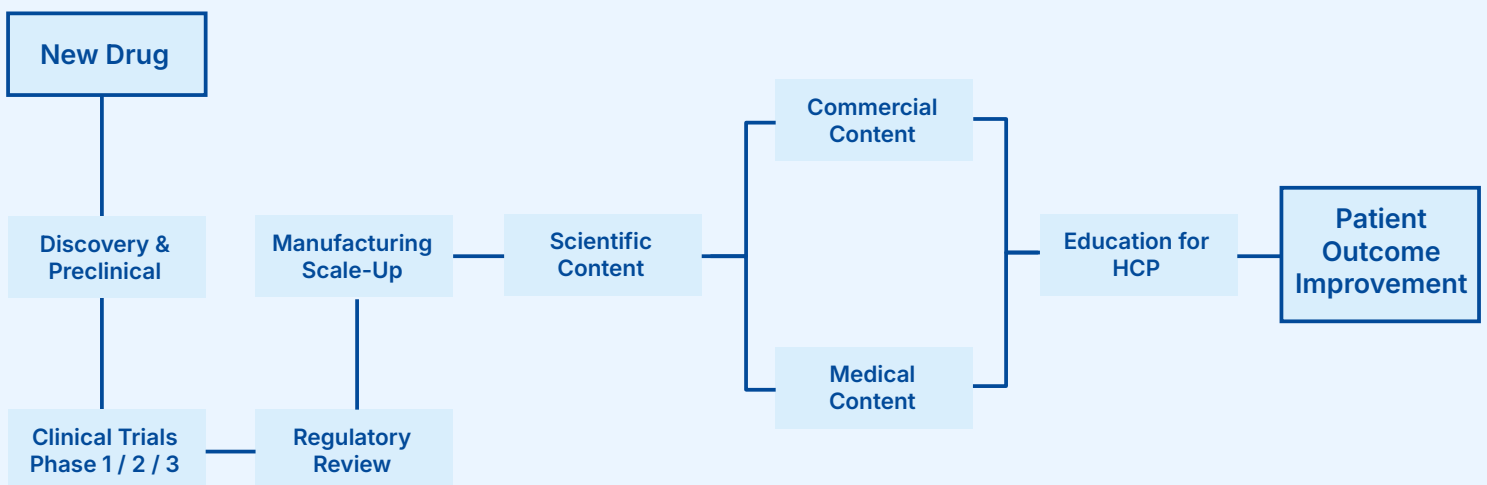 New Drug
Discovery &
Preclinical
Clinical Trials
Phase 1 / 2 / 3
Regulatory
Review
Manufacturing
Scale-Up
Scientific
Content
Commercial
Content
Medical
Content
Education for
HCP
Patient
Outcome
Improvement